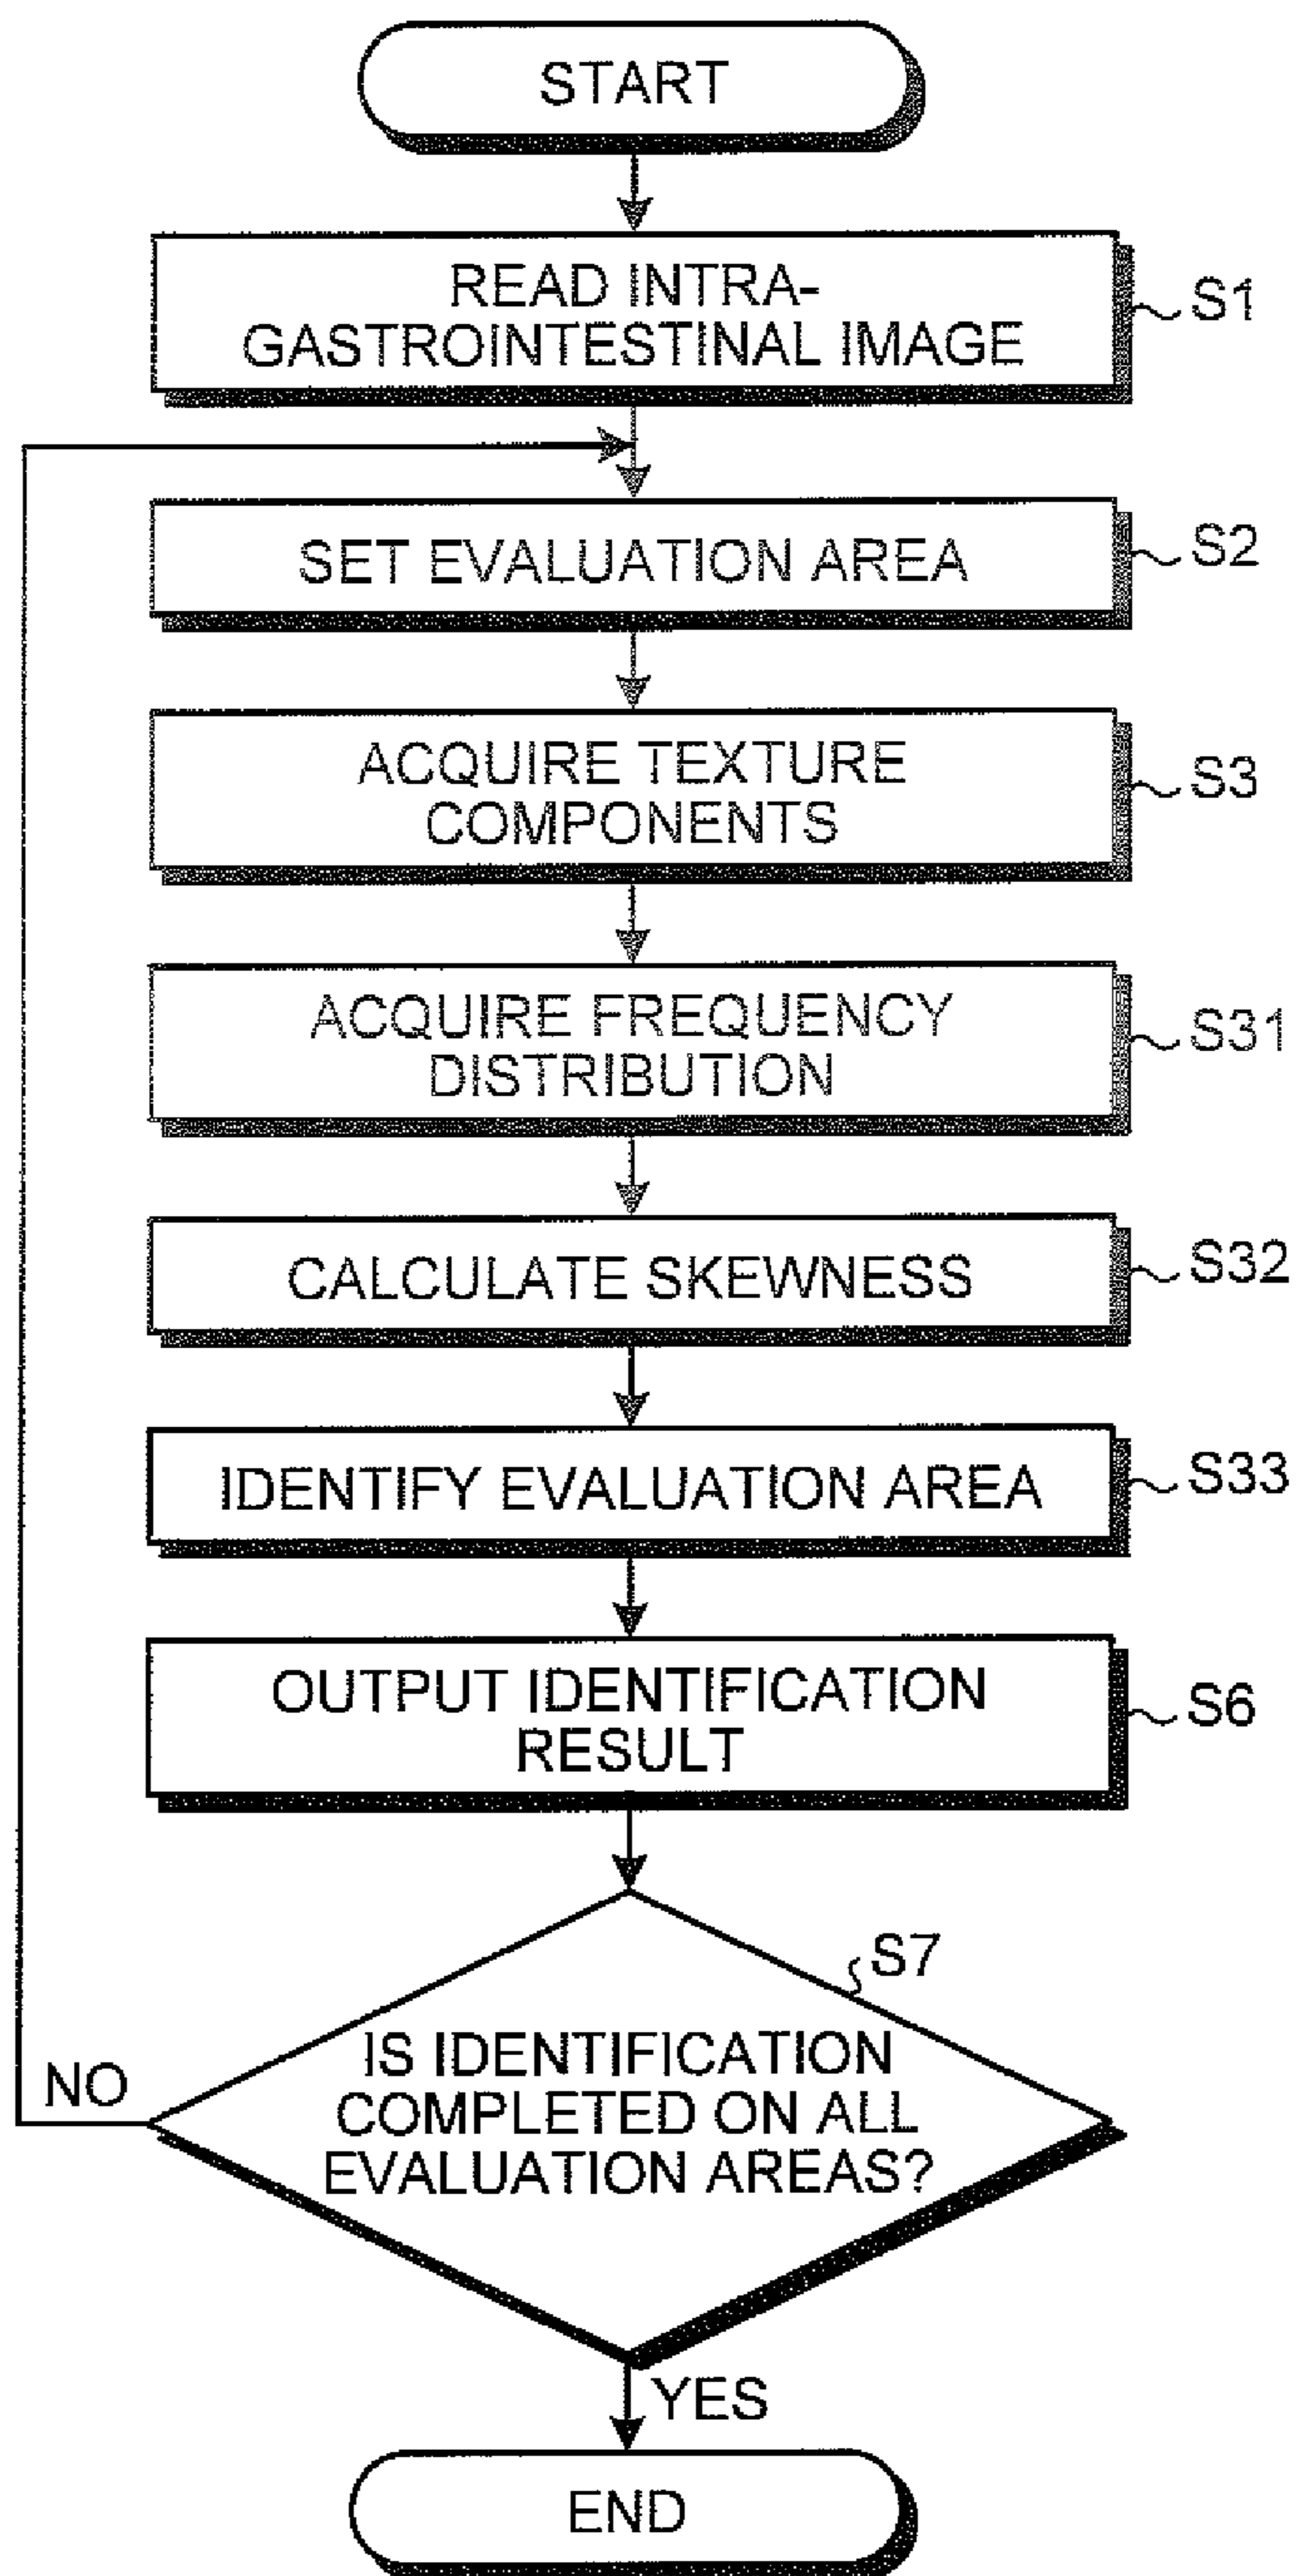 START
READ INTRA-
GASTROINTESTINAL IMAGE
S1
SET EVALUATION AREA
S2
ACQUIRE TEXTURE
COMPONENTS
S3
ACQUIRE FREQUENCY
DISTRIBUTION
S31
CALCULATE SKEWNESS
S32
IDENTIFY EVALUATION AREA
S33
OUTPUT IDENTIFICATION
RESULT
S6
S7
IS IDENTIFICATION
COMPLETED ON ALL
EVALUATION AREAS?
NO
YES
END